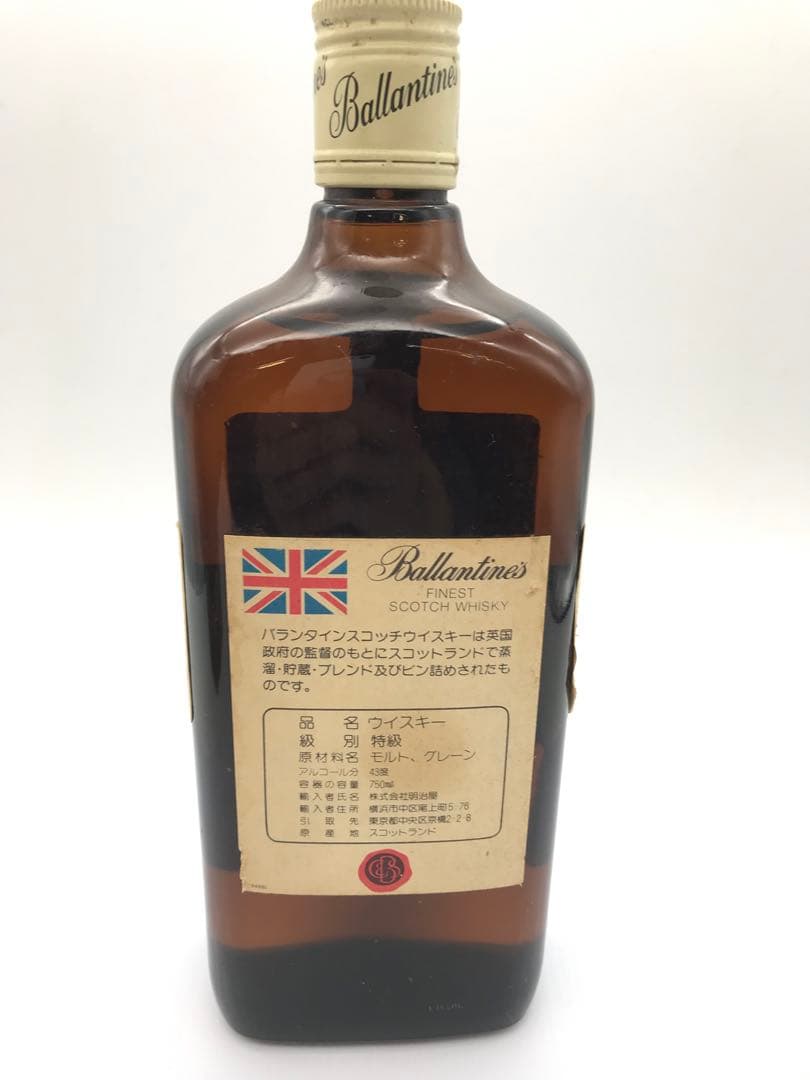 Ballantine's
Ballantine's
FINEST
SCOTCH WHISKY
バランタインスコッチウイスキーは英国
政府の監督のもとにスコットランドで蒸
溜・貯蔵・ブレンド及びビン詰めされたも
のです。
品名 ウイスキー
級別 特級
原材料名 モルト、グレーン
アルコール分 43度
容器の容量 750ml
輸入者氏名 株式会社明治屋
輸入者住所 横浜市中区尾上町5-76
引取先 東京都中央区京橋2-2-8
原産地 スコットランド